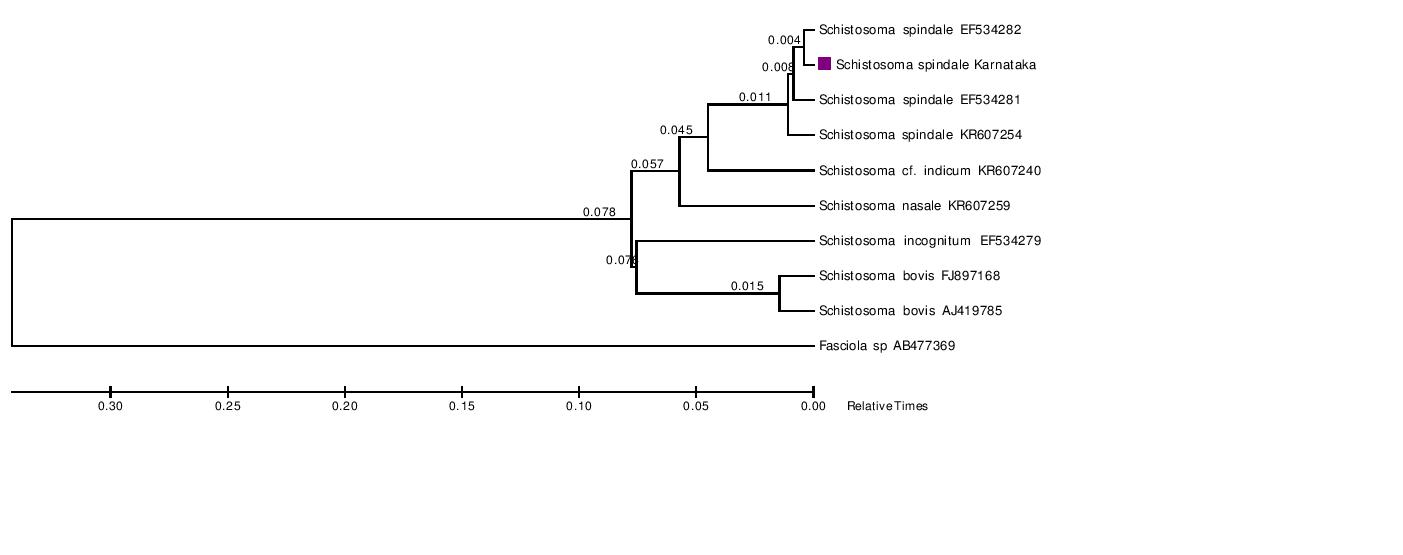 Schistosoma spindale EF534282
0.004
Schistosoma spindale Karnataka
0.008
Schistosoma spindale EF534281
0.011
Schistosoma spindale KR607254
0.045
Schistosoma cf. indicum KR607240
0.057
Schistosoma nasale KR607259
0.078
Schistosoma incognitum EF534279
Schistosoma bovis FJ897168
0.015
Schistosoma bovis AJ419785
Fasciola sp AB477369
0.30 0.25 0.20 0.15 0.10 0.05 0.00 Relative Times